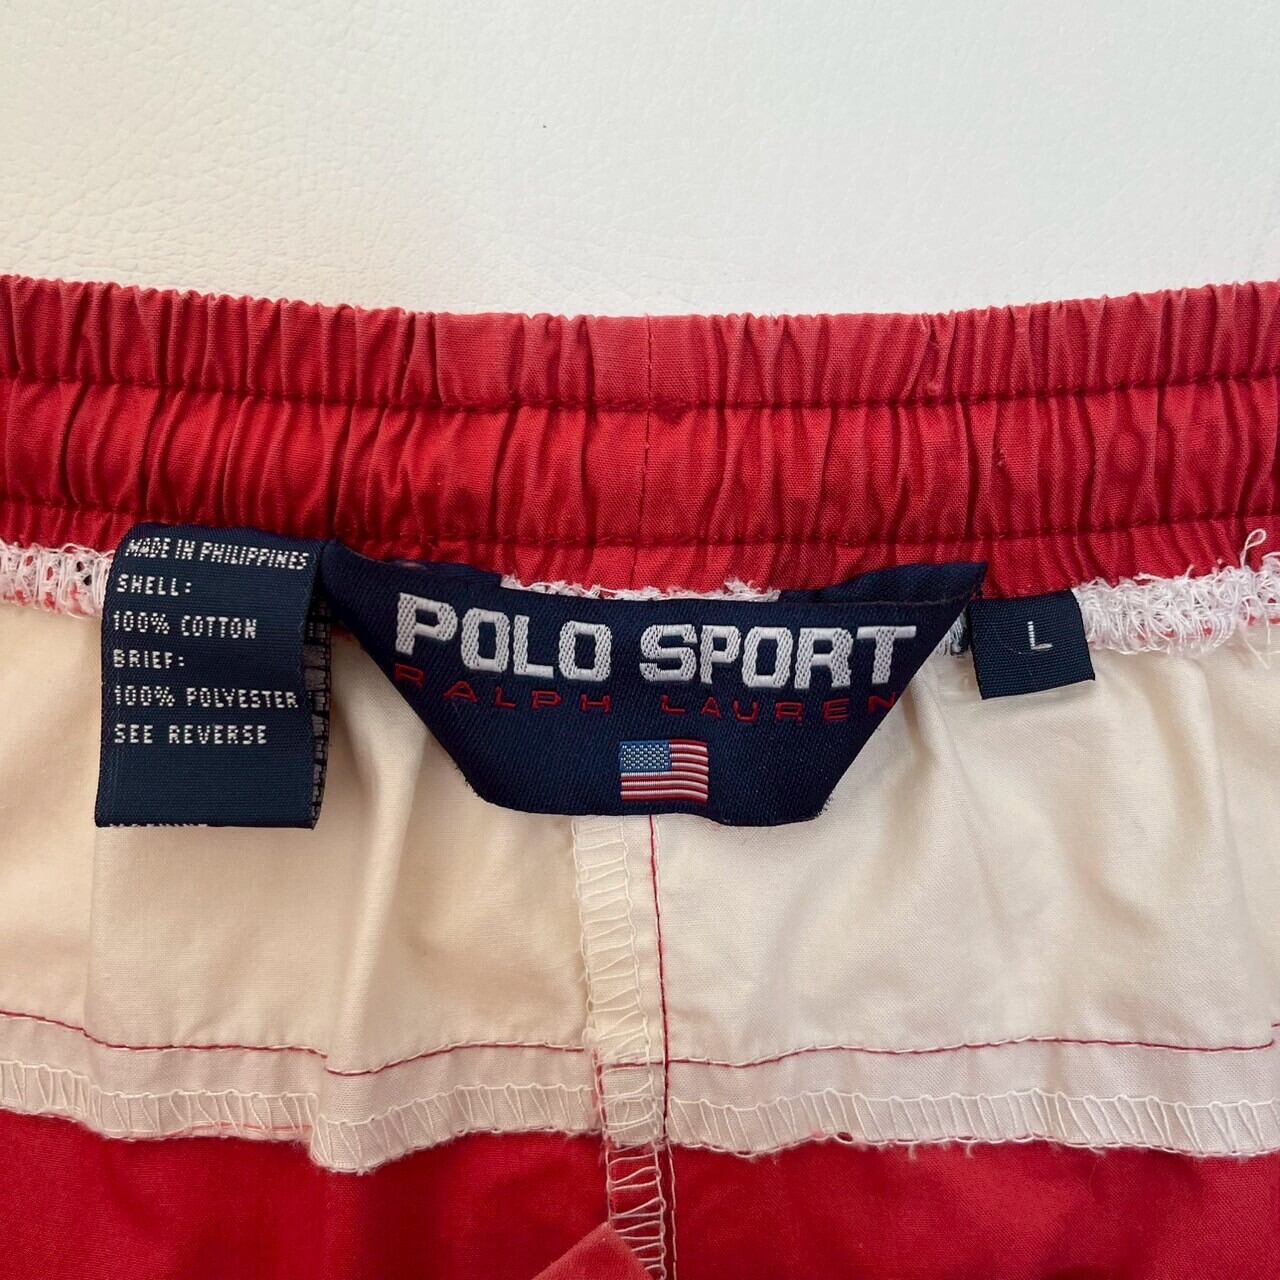 MADE IN PHILIPPINES
SHELL:
100% COTTON
BRIEF:
100% POLYESTER
SEE REVERSE
POLO SPORT
RALPH LAUREN
L